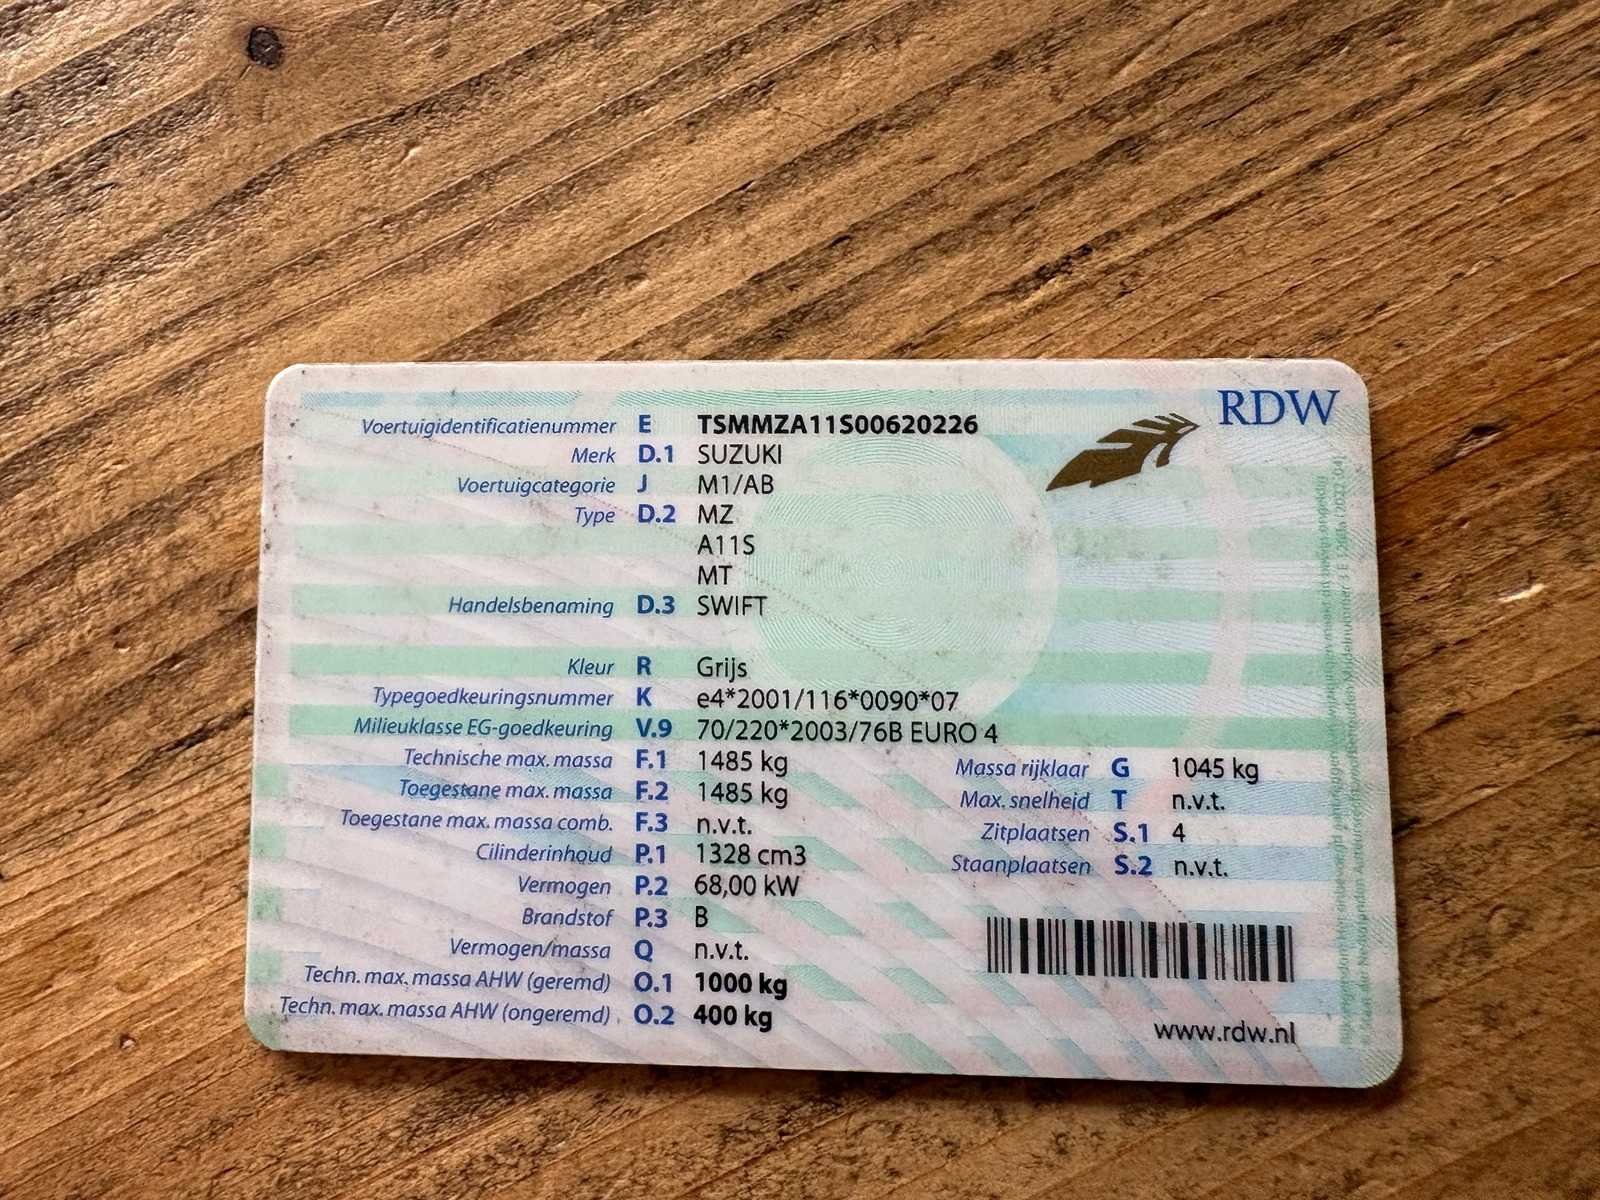 RDW
Voertuigidentificatienummer E TSMMZA11S00620226
Merk D.1 SUZUKI
Voertuigcategorie J M1/AB
Type D.2 MZ
A11S
MT
Handelsbenaming D.3 SWIFT
Kleur R Grijs
Typegoedkeuringsnummer K e4*2001/116*0090*07
Milieuklasse EG-goedkeuring V.9 70/220*2003/76B EURO 4
Technische max. massa F.1 1485 kg
Toegestane max. massa F.2 1485 kg
Toegestane max. massa comb. F.3 n.v.t.
Cilinderinhoud P.1 1328 cm3
Vermogen P.2 68,00 kW
Brandstof P.3 B
Vermogen/massa Q n.v.t.
Techn. max. massa AHW (geremd) O.1 1000 kg
Techn. max. massa AHW (ongeremd) O.2 400 kg
Massa rijklaar G 1045 kg
Max. snelheid T n.v.t.
Zitplaatsen S.1 4
Staanplaatsen S.2 n.v.t.
www.rdw.nl